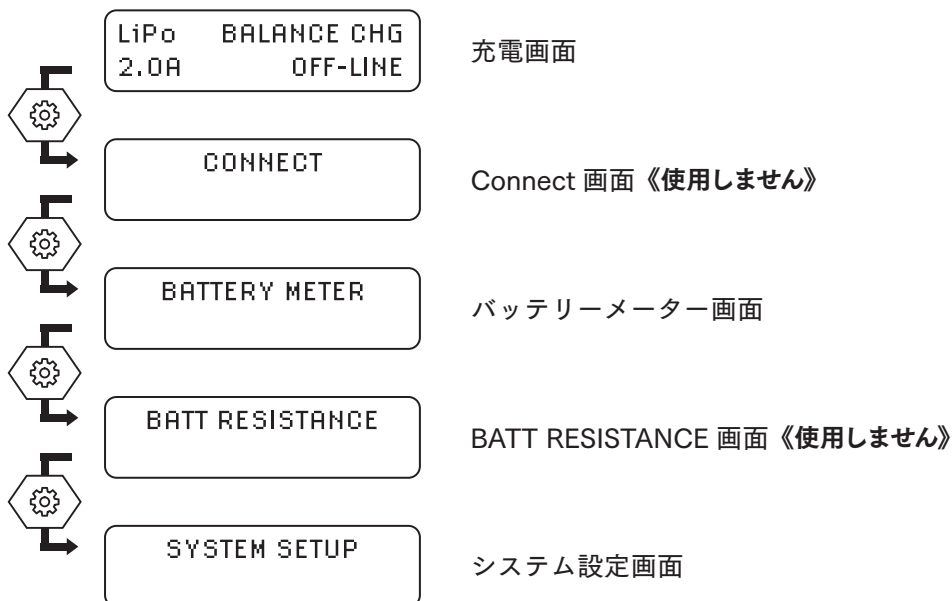 LiPo BALANCE CHG
2.0A OFF-LINE
充電画面
CONNECT
Connect 画面《使用しません》
BATTERY METER
バッテリーメーター画面
BATT RESISTANCE
BATT RESISTANCE 画面《使用しません》
SYSTEM SETUP
システム設定画面